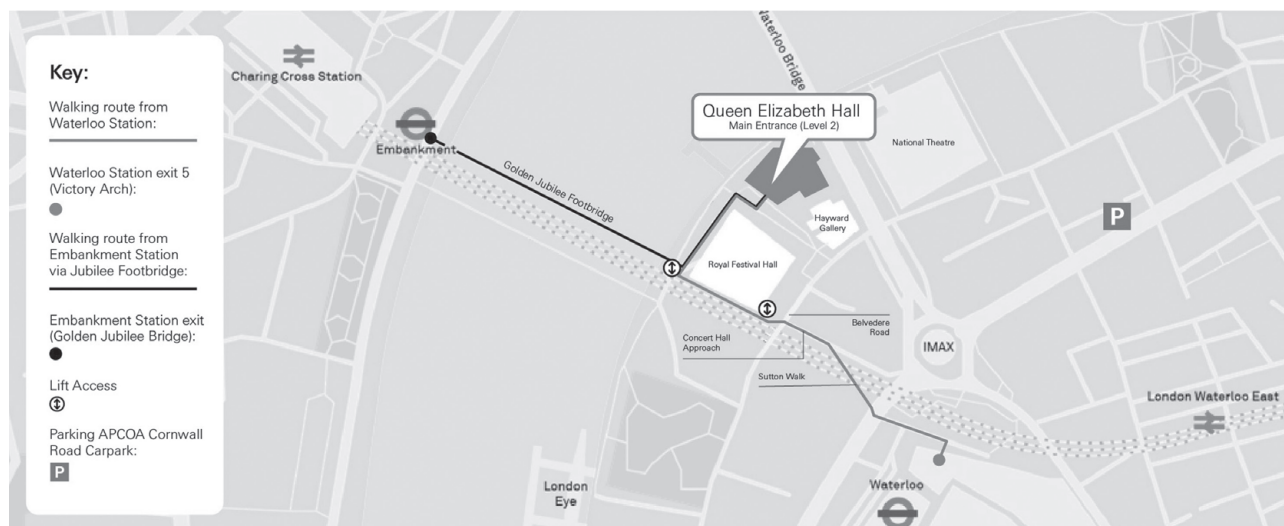 Key:
Walking route from
Waterloo Station:
Waterloo Station exit 5
(Victory Arch):
Walking route from
Embankment Station
via Jubilee Footbridge:
Embankment Station exit
(Golden Jubilee Bridge):
Lift Access
Parking APCOA Cornwall
Road Carpark:
P
Charing Cross Station
Embankment
Golden Jubilee Footbridge
Waterloo Bridge
Queen Elizabeth Hall
Main Entrance (Level 2)
National Theatre
Hayward
Gallery
Royal Festival Hall
P
Belvedere
Road
Concert Hall
Approach
IMAX
Sutton Walk
London Waterloo East
Waterloo
London
Eye